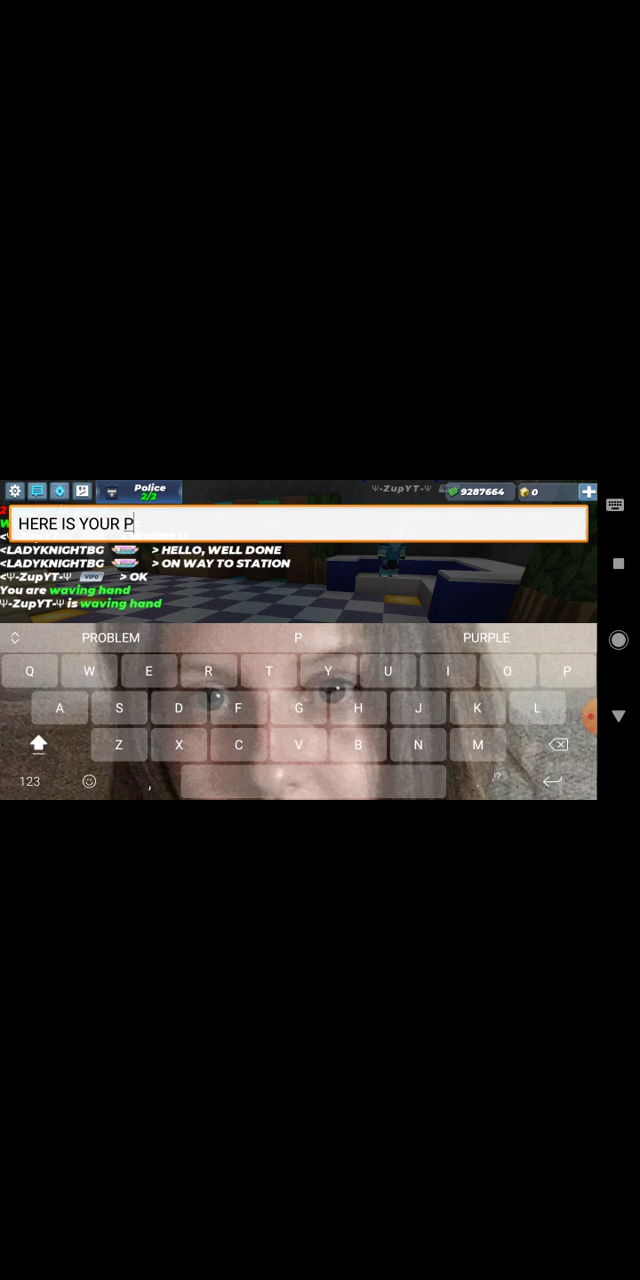 Police
2/2
Ψ-ZupYT-Ψ
9287664
0
HERE IS YOUR P
<LADYKNIGHTBG > HELLO, WELL DONE
<LADYKNIGHTBG > ON WAY TO STATION
<Ψ-ZupYT-Ψ VIPG > OK
You are waving hand
Ψ-ZupYT-Ψ is waving hand
PROBLEM P PURPLE
Q W E R T Y U I O P
A S D F G H J K L
Z X C V B N M
123 , . !?